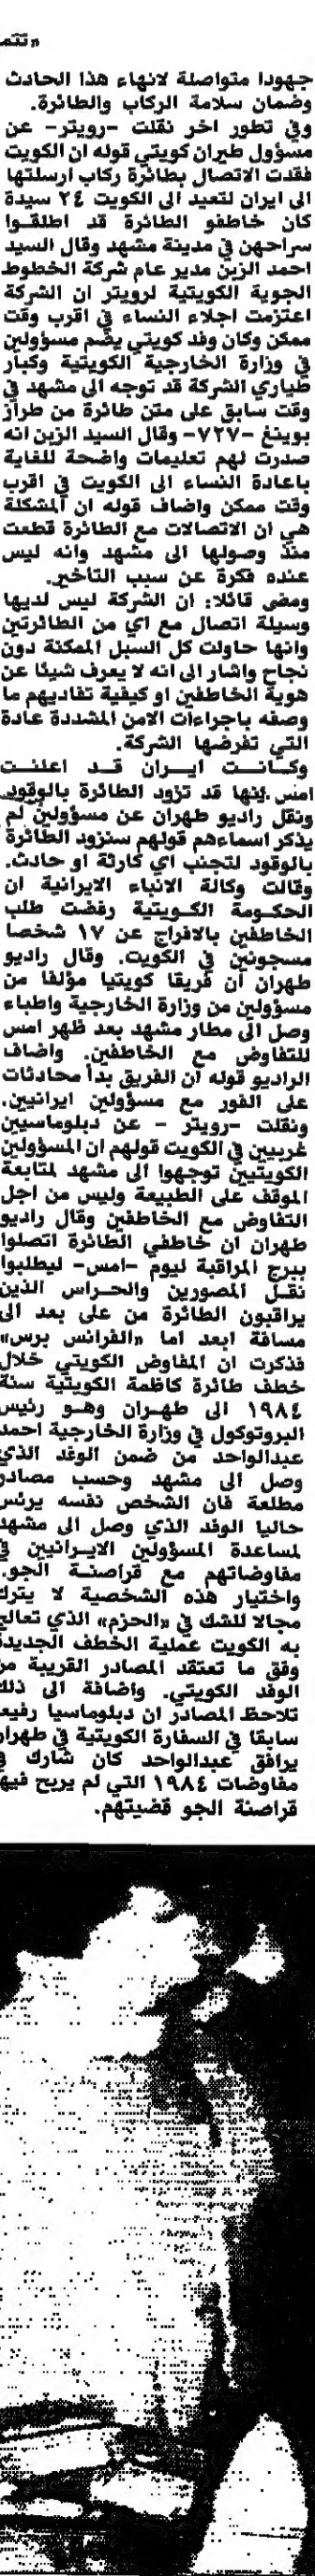 «تتم
جهودا متواصلة لانهاء هذا الحادث
وضمان سلامة الركاب والطائرة.
وفي تطور اخر نقلت -رويتر- عن
مسؤول طيران كويتي قوله ان الكويت
فقدت الاتصال بطائرة ركاب ارسلتها
الى ايران لتعيد الى الكويت ٢٤ سيدة
كان خاطفو الطائرة قد اطلقوا
سراحهن في مدينة مشهد وقال السيد
احمد الزبن مدير عام شركة الخطوط
الجوية الكويتية لرويتر ان الشركة
اعتزمت اجلاء النساء في اقرب وقت
ممكن وكان وفد كويتي يضم مسؤولين
في وزارة الخارجية الكويتية وكبار
طياري الشركة قد توجه الى مشهد في
وقت سابق على متن طائرة من طراز
بوينغ -٧٢٧- وقال السيد الزبن انه
صدرت لهم تعليمات واضحة للغاية
باعادة النساء الى الكويت في اقرب
وقت ممكن واضاف قوله ان المشكلة
هي ان الاتصالات مع الطائرة قطعت
منذ وصولها الى مشهد وانه ليس
عنده فكرة عن سبب التأخير.
ومضى قائلا: ان الشركة ليس لديها
وسيلة اتصال مع اي من الطائرتين
وانها حاولت كل السبل الممكنة دون
نجاح واشار الى انه لا يعرف شيئا عن
هوية الخاطفين او كيفية تفاديهم ما
وصفه باجراءات الامن المشددة عادة
التي تفرضها الشركة.
وكانت ايران قد اعلنت
امس انها قد تزود الطائرة بالوقود
ونقل راديو طهران عن مسؤولين لم
يذكر اسماءهم قولهم سنزود الطائرة
بالوقود لتجنب اي كارثة او حادث.
وقالت وكالة الانباء الايرانية ان
الحكومة الكويتية رفضت طلب
الخاطفين بالافراج عن ١٧ شخصا
مسجونين في الكويت. وقال راديو
طهران ان فريقا كويتيا مؤلفا من
مسؤولين من وزارة الخارجية واطباء
وصل الى مطار مشهد بعد ظهر امس
للتفاوض مع الخاطفين. واضاف
الراديو قوله ان الفريق بدأ محادثات
على الفور مع مسؤولين ايرانيين.
ونقلت -رويتر - عن دبلوماسيين
غربيين في الكويت قولهم ان المسؤولين
الكويتيين توجهوا الى مشهد لمتابعة
الموقف على الطبيعة وليس من اجل
التفاوض مع الخاطفين وقال راديو
طهران ان خاطفي الطائرة اتصلوا
ببرج المراقبة ليوم -امس- ليطلبوا
نقل المصورين والحراس الذين
يراقبون الطائرة من على بعد الى
مسافة ابعد اما «الفرانس برس»
فذكرت ان المفاوض الكويتي خلال
خطف طائرة كاظمة الكويتية سنة
١٩٨٤ الى طهران وهو رئيس
البروتوكول في وزارة الخارجية احمد
عبدالواحد من ضمن الوفد الذي
وصل الى مشهد وحسب مصادر
مطلعة فان الشخص نفسه يرئس
حاليا الوفد الذي وصل الى مشهد
لمساعدة المسؤولين الايرانيين في
مفاوضاتهم مع قراصنة الجو.
واختيار هذه الشخصية لا يترك
مجالا للشك في «الحزم» الذي تعالج
به الكويت عملية الخطف الجديدة
وفق ما تعتقد المصادر القريبة من
الوفد الكويتي. واضافة الى ذلك
تلاحظ المصادر ان دبلوماسيا رفيعا
سابقا في السفارة الكويتية في طهران
يرافق عبدالواحد كان شارك في
مفاوضات ١٩٨٤ التي لم يربح فيها
قراصنة الجو قضيتهم.